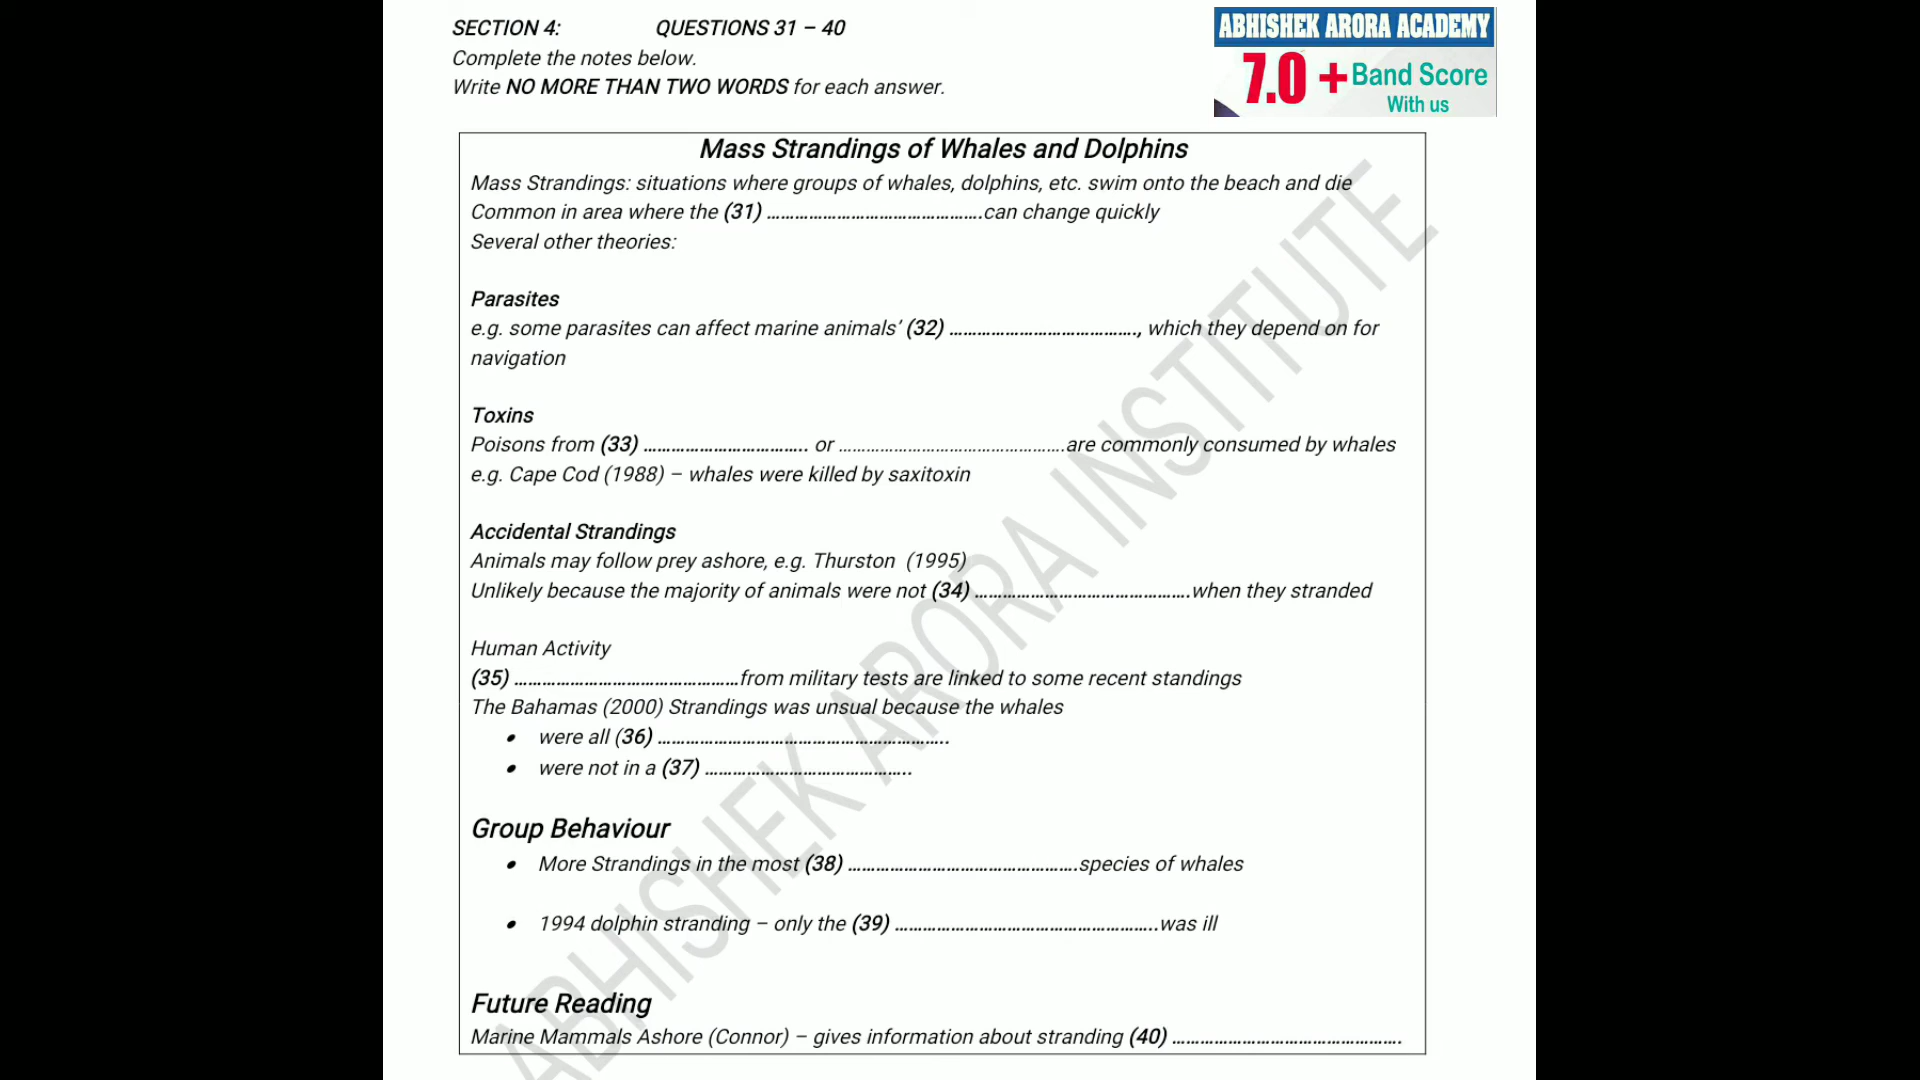 SECTION 4: QUESTIONS 31 – 40
Complete the notes below.
Write NO MORE THAN TWO WORDS for each answer.
ABHISHEK ARORA ACADEMY
7.0 + Band Score
With us
Mass Strandings of Whales and Dolphins
Mass Strandings: situations where groups of whales, dolphins, etc. swim onto the beach and die
Common in area where the (31) ……………………………………….can change quickly
Several other theories:
Parasites
e.g. some parasites can affect marine animals’ (32) …………………………………., which they depend on for
navigation
Toxins
Poisons from (33) …………………………….. or ……………………………………….are commonly consumed by whales
e.g. Cape Cod (1988) – whales were killed by saxitoxin
Accidental Strandings
Animals may follow prey ashore, e.g. Thurston (1995)
Unlikely because the majority of animals were not (34) ……………………………………….when they stranded
Human Activity
(35) …………………………………………from military tests are linked to some recent standings
The Bahamas (2000) Strandings was unusual because the whales
• were all (36) ……………………………………………………..
• were not in a (37) ……………………………………..
Group Behaviour
• More Strandings in the most (38) ………………………………………….species of whales
• 1994 dolphin stranding – only the (39) ………………………………………………..was ill
Future Reading
Marine Mammals Ashore (Connor) – gives information about stranding (40) ………………………………………….
ABHISHEK ARORA INSTITUTE